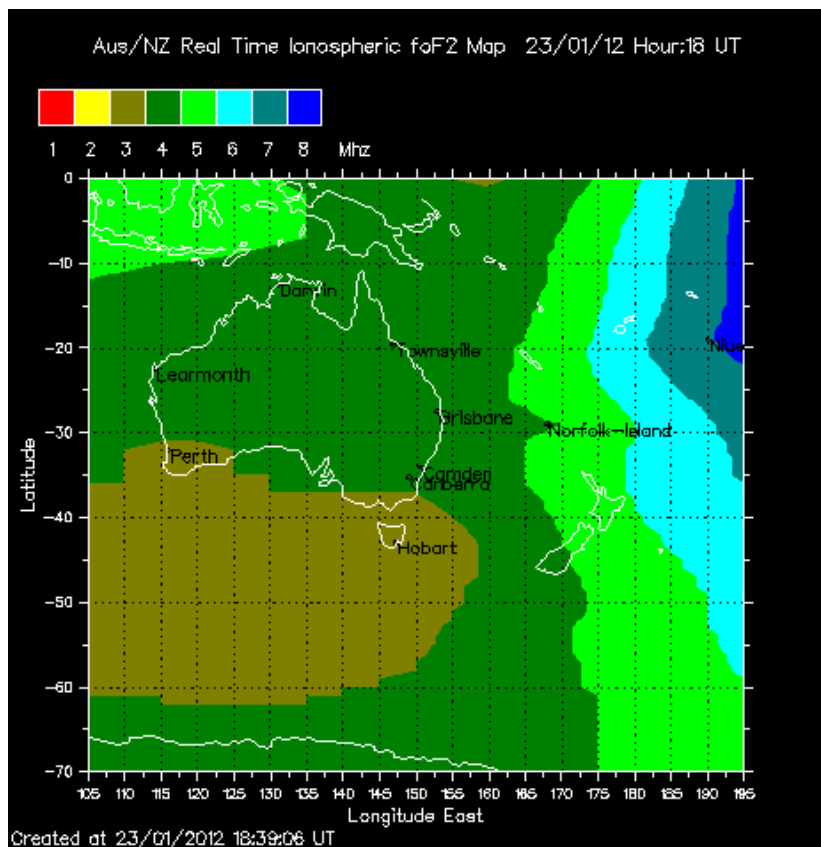 Aus/NZ Real Time Ionospheric foF2 Map 23/01/12 Hour:18 UT
1 2 3 4 5 6 7 8 Mhz
0
-10
Darwin
-20
Townsville
Niue
Learmonth
Brisbane
-30
Norfolk-Island
Perth
Camden
Canberra
Latitude
-40
Hobart
-50
-60
-70
105 110 115 120 125 130 135 140 145 150 155 160 165 170 175 180 185 190 195
Longitude East
Created at 23/01/2012 18:39:06 UT